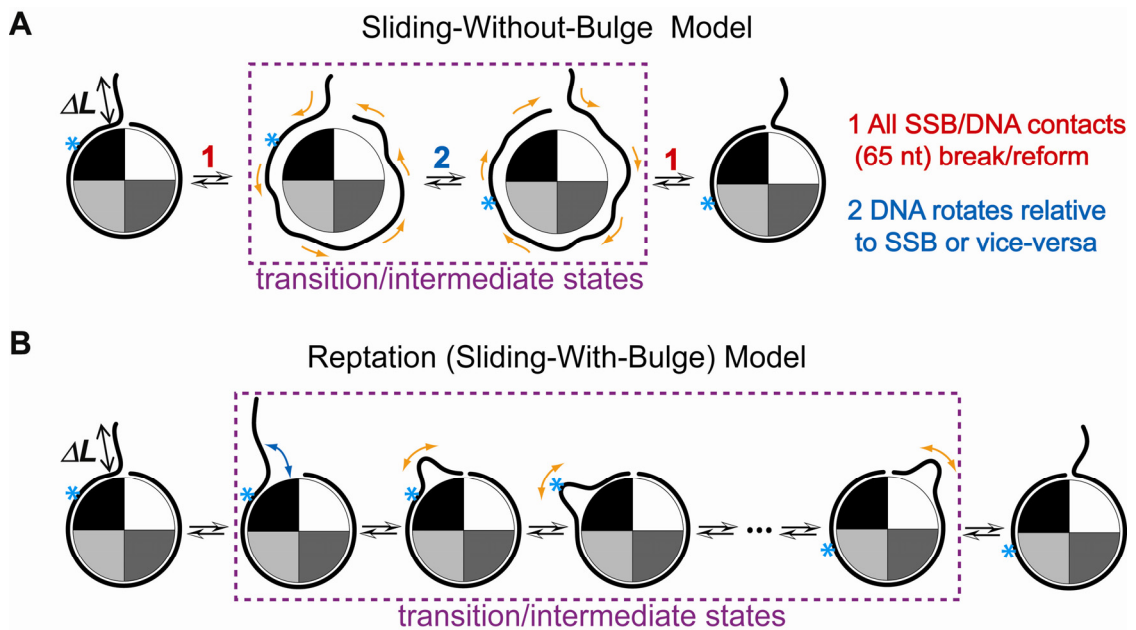 A
Sliding-Without-Bulge Model
ΔL
*
1
*
2
*
1
*
1 All SSB/DNA contacts
(65 nt) break/reform
2 DNA rotates relative
to SSB or vice-versa
transition/intermediate states
B
Reptation (Sliding-With-Bulge) Model
ΔL
*
*
*
*
...
*
*
transition/intermediate states